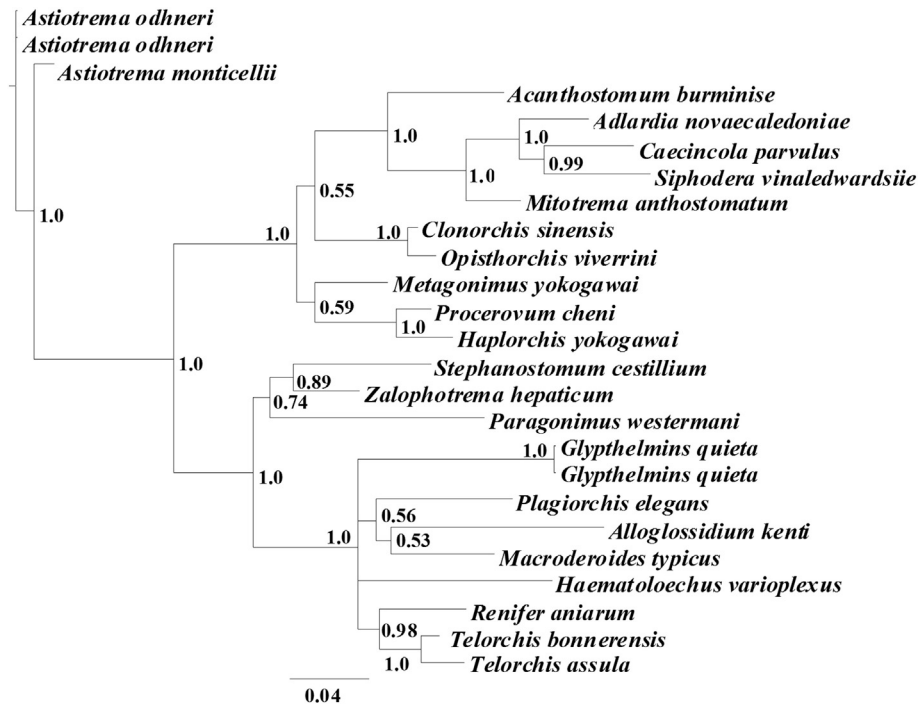 Astiotrema odhneri
Astiotrema odhneri
Astiotrema monticellii
Acanthostomum burminise
Adlardia novaecaledoniae
1.0
1.0
Caecincola parvulus
0.99
1.0
Siphodera vinaledwardsiie
0.55
Mitotrema anthostomatum
1.0
1.0
1.0
Clonorchis sinensis
Opisthorchis viverrini
Metagonimus yokogawai
0.59
Procerovum cheni
1.0
Haplorchis yokogawai
1.0
Stephanostomum cestillium
0.89
Zalophotrema hepaticum
0.74
Paragonimus westermani
1.0
Glypthelmins quieta
1.0
Glypthelmins quieta
Plagiorchis elegans
0.56
Alloglossidium kenti
1.0
0.53
Macroderoides typicus
Haematoloechus varioplexus
Renifer aniarum
0.98
Telorchis bonnerensis
1.0
Telorchis assula
0.04